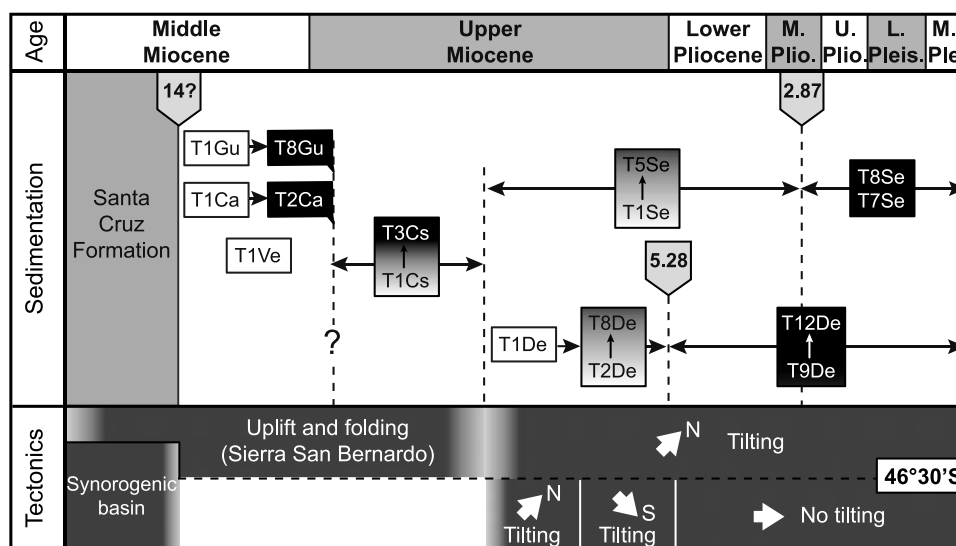 Age
Middle
Miocene
Upper
Miocene
Lower
Pliocene
M.
Plio.
U.
Plio.
L.
Pleis.
M.
Ple
Sedimentation
14?
2.87
T1Gu
T8Gu
T1Ca
T2Ca
T1Ve
Santa
Cruz
Formation
T3Cs
T1Cs
T5Se
T1Se
T8Se
T7Se
5.28
?
T1De
T8De
T2De
T12De
T9De
Tectonics
Uplift and folding
(Sierra San Bernardo)
N
Tilting
46°30'S
Synorogenic
basin
N
Tilting
S
Tilting
No tilting